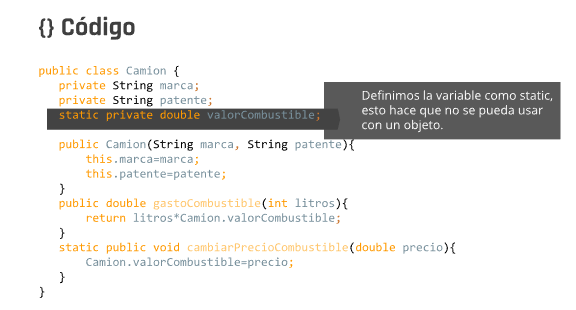 {} Código
public class Camion {
private String marca;
private String patente;
static private double valorCombustible;
Definimos la variable como static,
esto hace que no se pueda usar
con un objeto.
public Camion(String marca, String patente){
this.marca=marca;
this.patente=patente;
}
public double gastoCombustible(int litros){
return litros*Camion.valorCombustible;
}
static public void cambiarPrecioCombustible(double precio){
Camion.valorCombustible=precio;
}
}